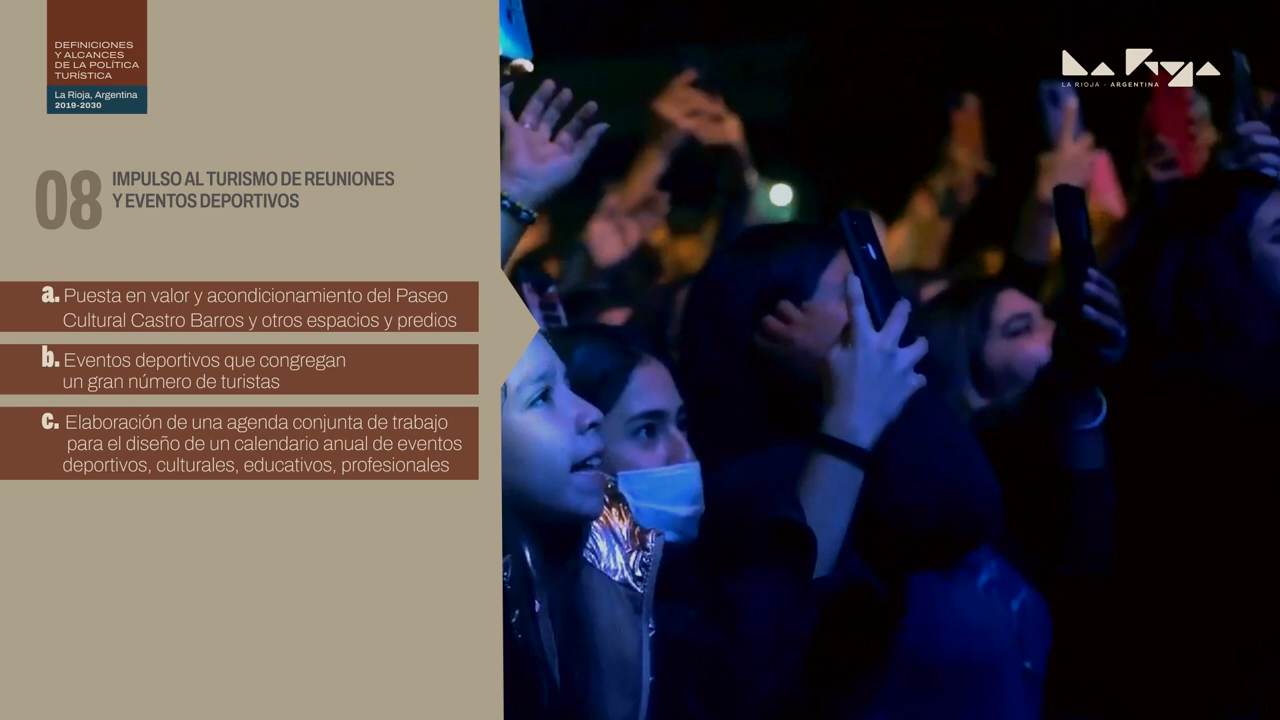 DEFINICIONES
Y ALCANCES
DE LA POLÍTICA
TURÍSTICA
La Rioja, Argentina
2019-2030
La Rioja
LA RIOJA · ARGENTINA
08
IMPULSO AL TURISMO DE REUNIONES
Y EVENTOS DEPORTIVOS
a. Puesta en valor y acondicionamiento del Paseo
Cultural Castro Barros y otros espacios y predios
b. Eventos deportivos que congregan
un gran número de turistas
c. Elaboración de una agenda conjunta de trabajo
para el diseño de un calendario anual de eventos
deportivos, culturales, educativos, profesionales